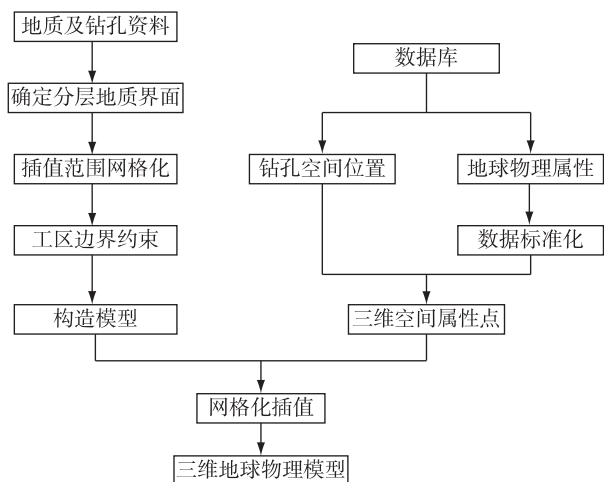 地质及钻孔资料
确定分层地质界面
插值范围网格化
工区边界约束
构造模型
数据库
钻孔空间位置
地球物理属性
数据标准化
三维空间属性点
网格化插值
三维地球物理模型